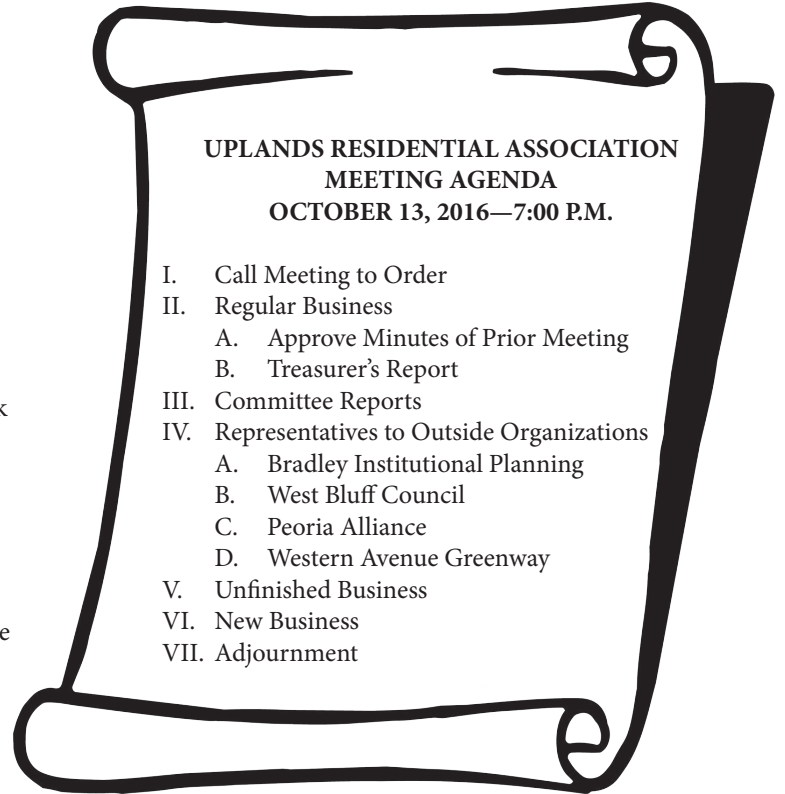 UPLANDS RESIDENTIAL ASSOCIATION
MEETING AGENDA
OCTOBER 13, 2016—7:00 P.M.
I. Call Meeting to Order
II. Regular Business
A. Approve Minutes of Prior Meeting
B. Treasurer’s Report
III. Committee Reports
IV. Representatives to Outside Organizations
A. Bradley Institutional Planning
B. West Bluff Council
C. Peoria Alliance
D. Western Avenue Greenway
V. Unfinished Business
VI. New Business
VII. Adjournment